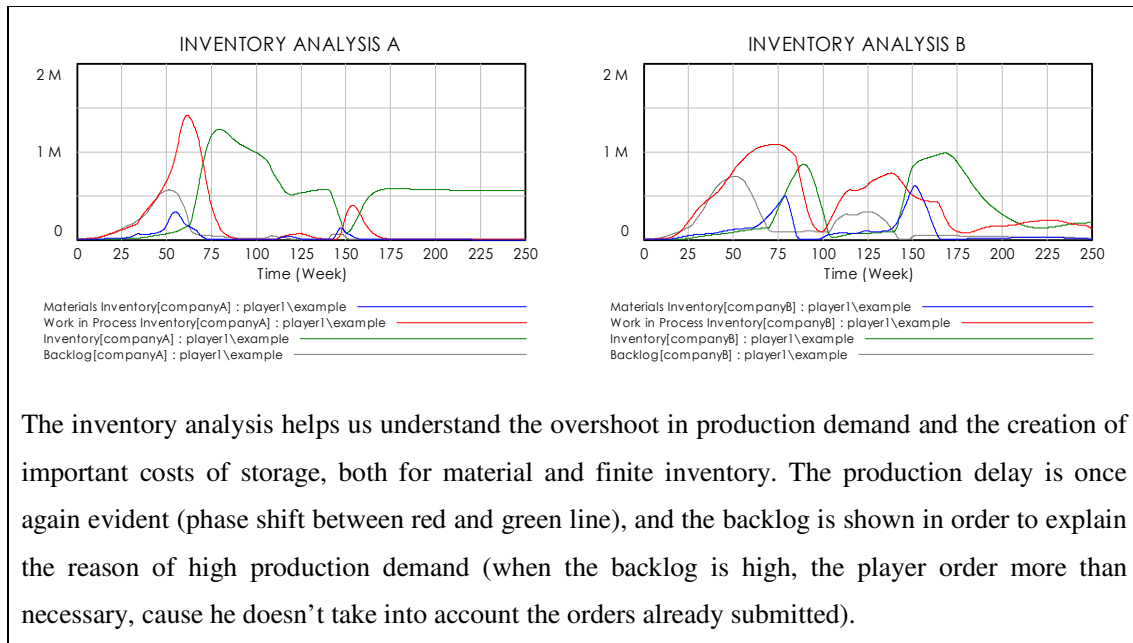 INVENTORY ANALYSIS A
2 M
1 M
0
0 25 50 75 100 125 150 175 200 225 250
Time (Week)
Materials Inventory[companyA] : player1\example
Work in Process Inventory[companyA] : player1\example
Inventory[companyA] : player1\example
Backlog[companyA] : player1\example
INVENTORY ANALYSIS B
2 M
1 M
0
0 25 50 75 100 125 150 175 200 225 250
Time (Week)
Materials Inventory[companyB] : player1\example
Work in Process Inventory[companyB] : player1\example
Inventory[companyB] : player1\example
Backlog[companyB] : player1\example
The inventory analysis helps us understand the overshoot in production demand and the creation of
important costs of storage, both for material and finite inventory. The production delay is once
again evident (phase shift between red and green line), and the backlog is shown in order to explain
the reason of high production demand (when the backlog is high, the player order more than
necessary, cause he doesn’t take into account the orders already submitted).